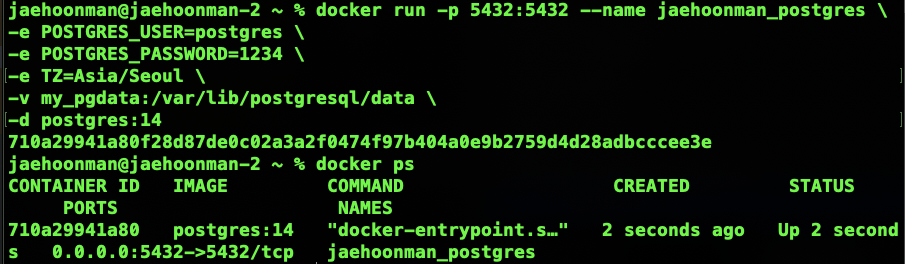 jaehoonman@jaehoonman-2 ~ % docker run -p 5432:5432 --name jaehoonman_postgres \
-e POSTGRES_USER=postgres \
-e POSTGRES_PASSWORD=1234 \
-e TZ=Asia/Seoul \
-v my_pgdata:/var/lib/postgresql/data \
-d postgres:14
710a29941a80f28d87de0c02a3a2f0474f97b404a0e9b2759d4d28adbcccee3e
jaehoonman@jaehoonman-2 ~ % docker ps
CONTAINER ID   IMAGE         COMMAND                  CREATED         STATUS
     PORTS                    NAMES
710a29941a80   postgres:14   "docker-entrypoint.s…"   2 seconds ago   Up 2 second
s   0.0.0.0:5432->5432/tcp   jaehoonman_postgres